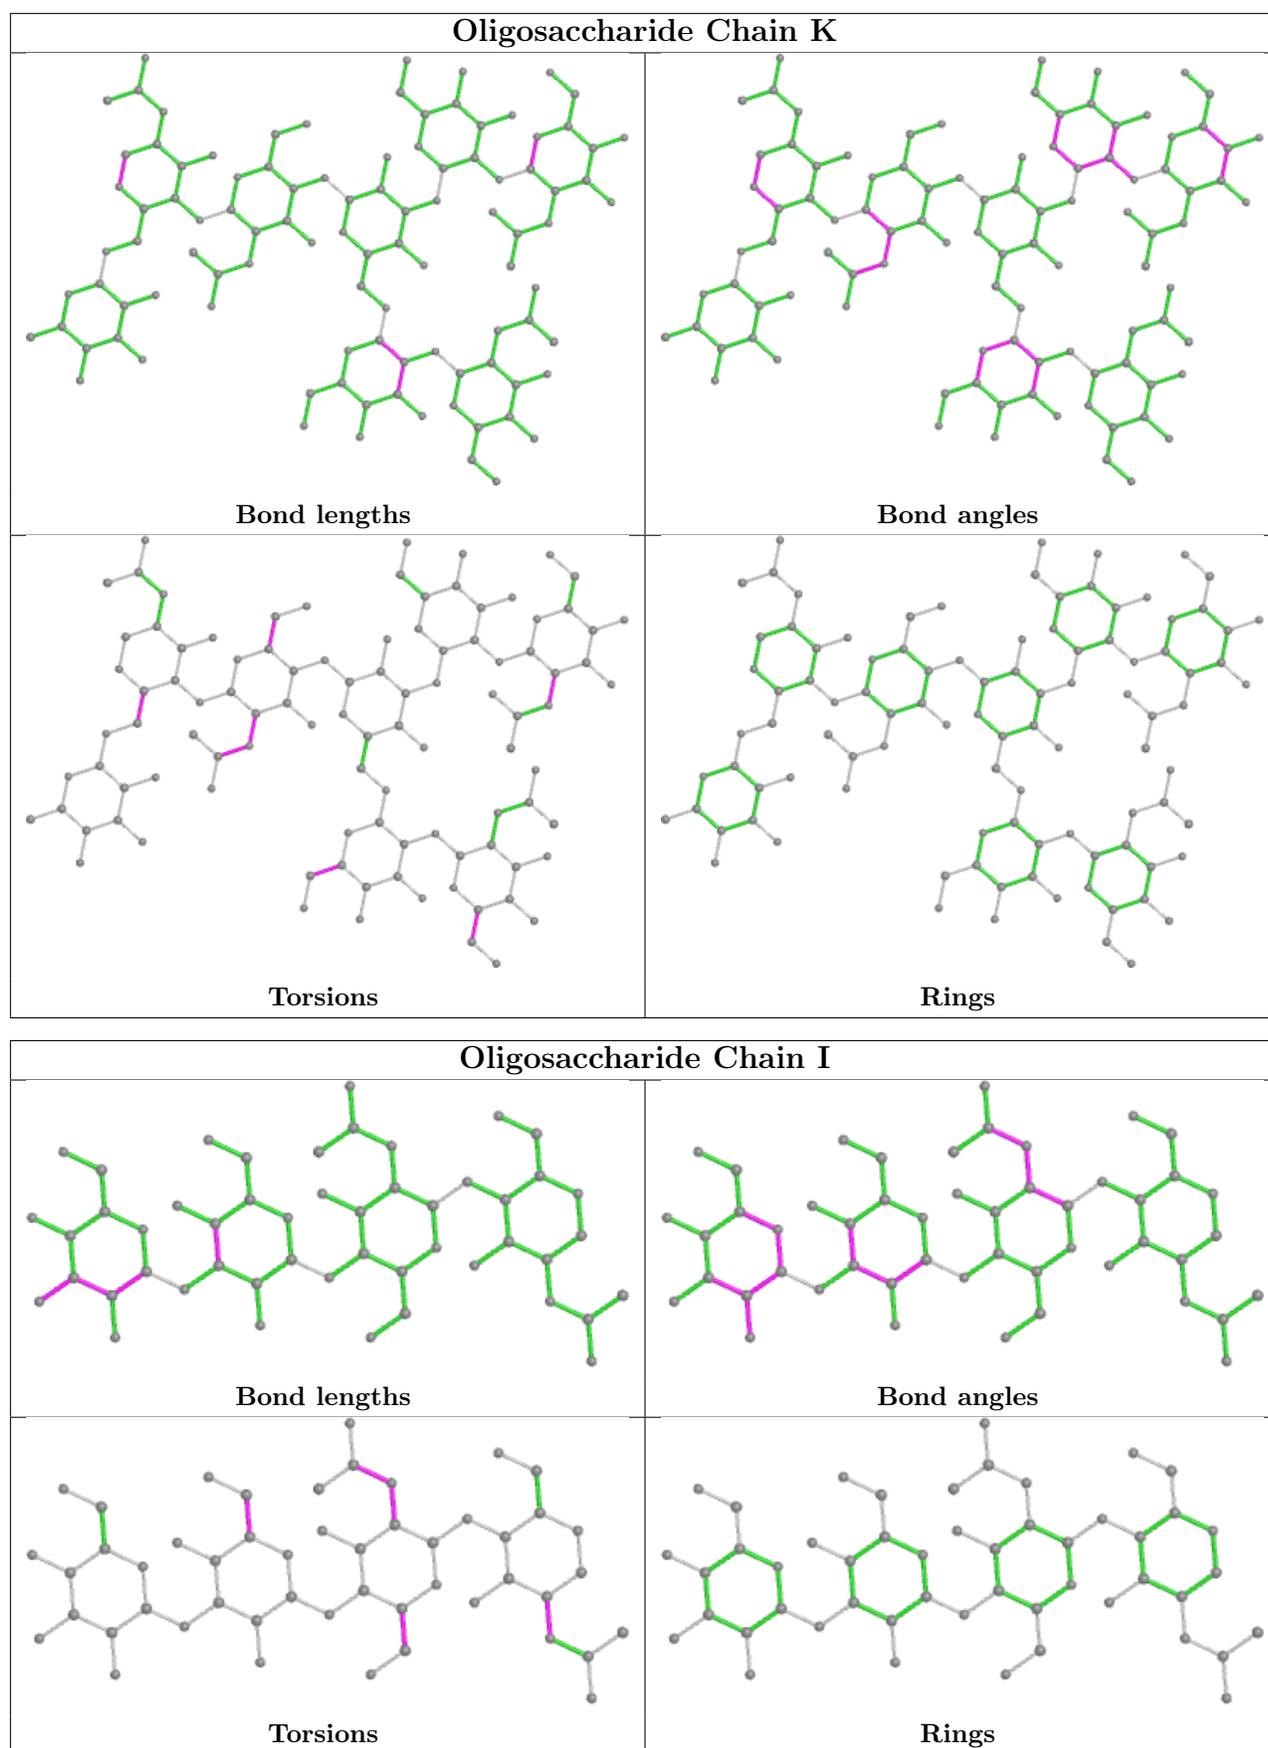 Oligosaccharide Chain K
Bond lengths
Bond angles
Torsions
Rings
Oligosaccharide Chain I
Bond lengths
Bond angles
Torsions
Rings